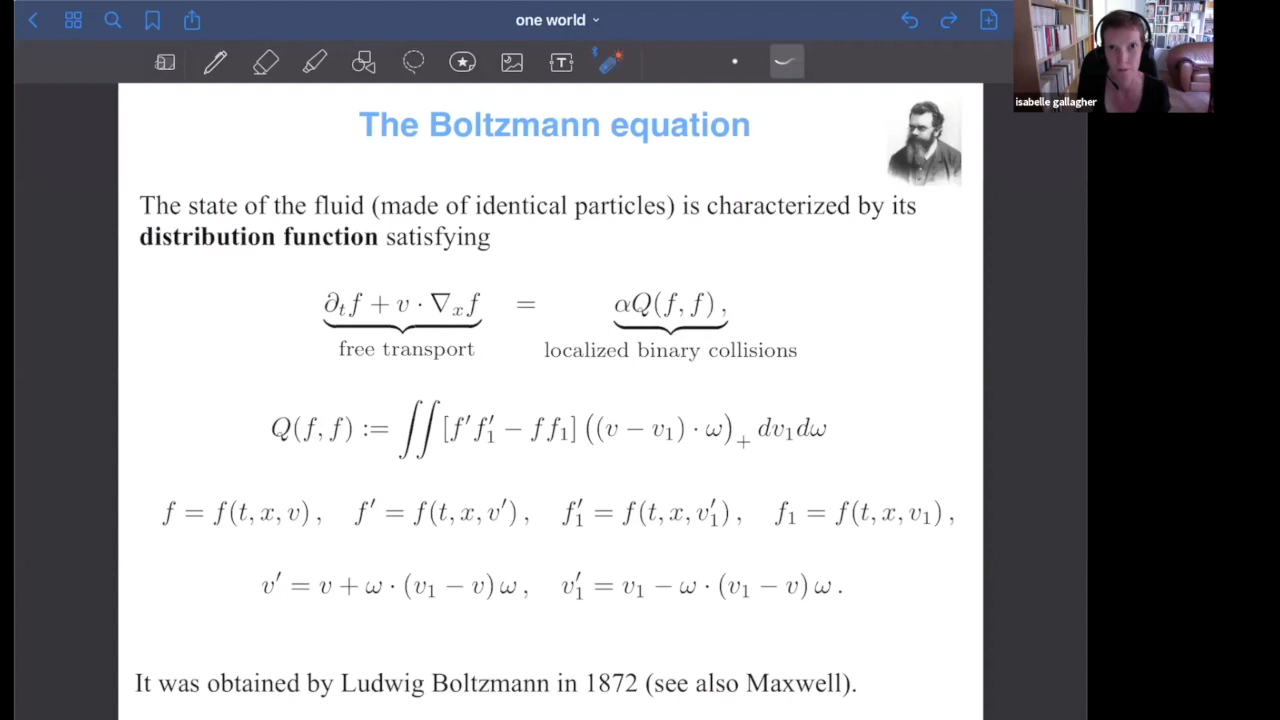 one world
isabelle gallagher
The Boltzmann equation
The state of the fluid (made of identical particles) is characterized by its
distribution function satisfying
∂ₜf + v · ∇ₓf = αQ(f, f) ,
free transport localized binary collisions
Q(f, f) := ∬ [f′f′₁ − f f₁] ((v − v₁) · ω)₊ dv₁dω
f = f(t, x, v) , f′ = f(t, x, v′) , f′₁ = f(t, x, v′₁) , f₁ = f(t, x, v₁) ,
v′ = v + ω · (v₁ − v) ω , v′₁ = v₁ − ω · (v₁ − v) ω .
It was obtained by Ludwig Boltzmann in 1872 (see also Maxwell).